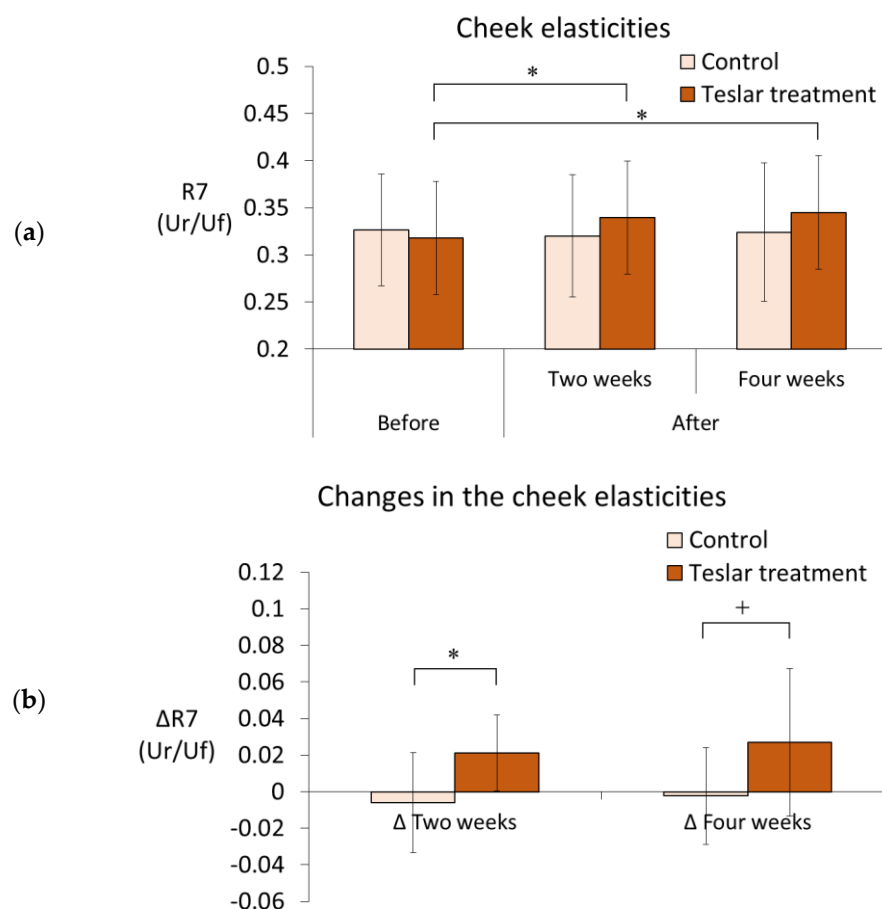 Cheek elasticities
Control
Teslar treatment
*
*
0.5
0.45
0.4
0.35
0.3
0.25
0.2
R7
(Ur/Uf)
(a)
Two weeks
Four weeks
Before
After
Changes in the cheek elasticities
Control
Teslar treatment
+
*
0.12
0.1
0.08
0.06
0.04
0.02
0
-0.02
-0.04
-0.06
ΔR7
(Ur/Uf)
(b)
Δ Two weeks
Δ Four weeks